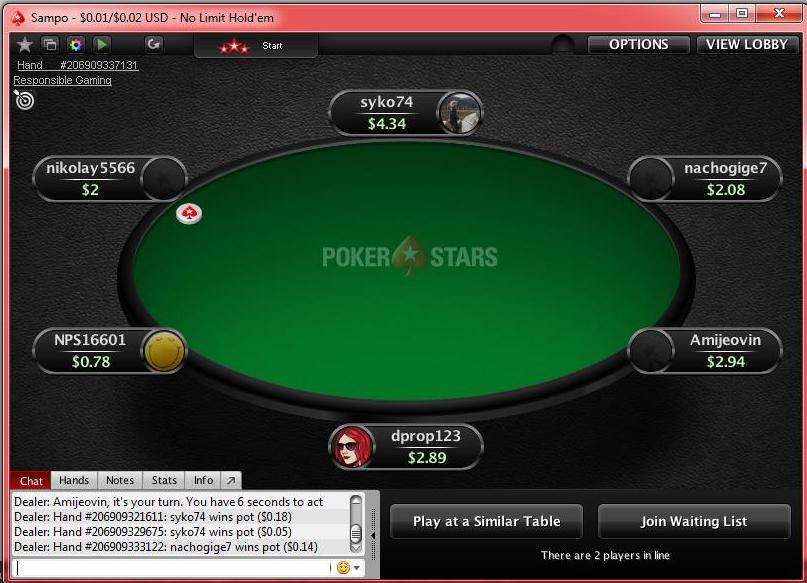 Sampo - $0.01/$0.02 USD - No Limit Hold'em
Start
OPTIONS
VIEW LOBBY
Hand #206909337131
Responsible Gaming
syko74
$4.34
nikolay5566
$2
nachogige7
$2.08
POKER STARS
NPS16601
$0.78
Amijeovin
$2.94
dprop123
$2.89
Chat Hands Notes Stats Info
Dealer: Amijeovin, it's your turn. You have 6 seconds to act
Dealer: Hand #206909321611: syko74 wins pot ($0.18)
Dealer: Hand #206909329675: syko74 wins pot ($0.05)
Dealer: Hand #206909333122: nachogige7 wins pot ($0.14)
Play at a Similar Table
Join Waiting List
There are 2 players in line